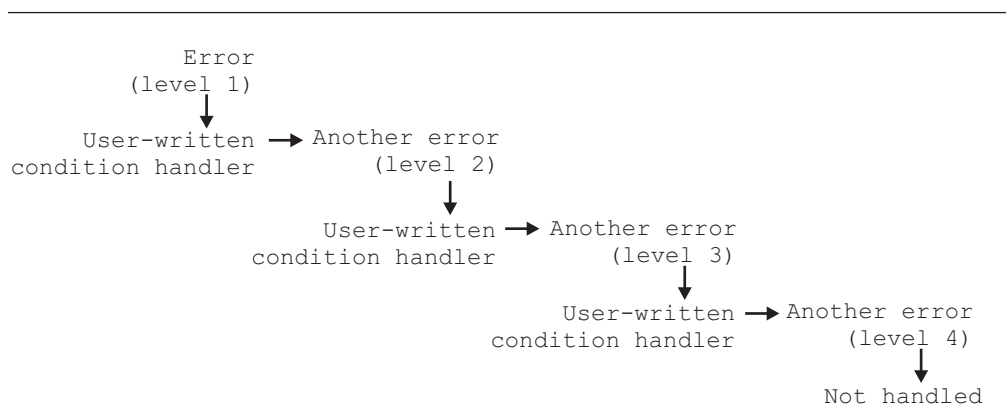 Error
(level 1)
User-written
condition handler
Another error
(level 2)
User-written
condition handler
Another error
(level 3)
User-written
condition handler
Another error
(level 4)
Not handled